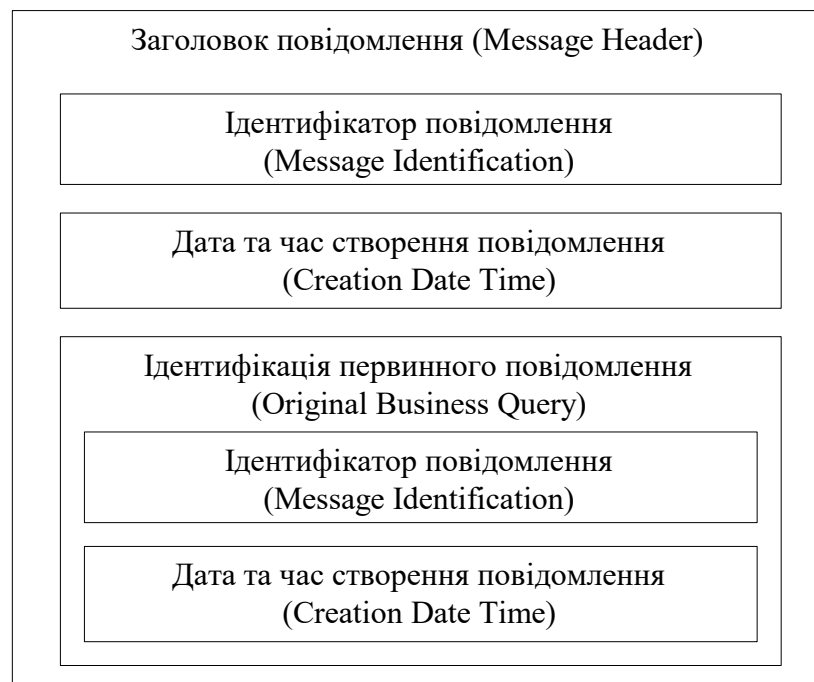 Заголовок повідомлення (Message Header)
Ідентифікатор повідомлення
(Message Identification)
Дата та час створення повідомлення
(Creation Date Time)
Ідентифікація первинного повідомлення
(Original Business Query)
Ідентифікатор повідомлення
(Message Identification)
Дата та час створення повідомлення
(Creation Date Time)